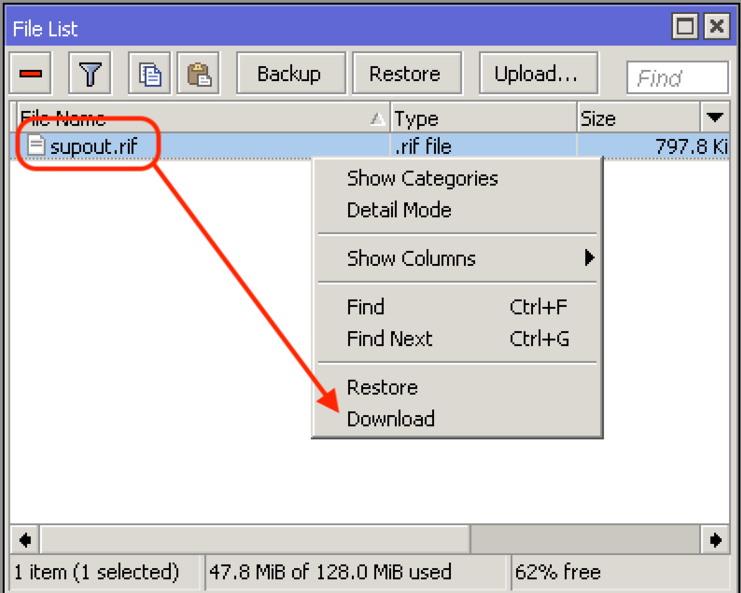 File List
Backup Restore Upload... Find
File Name Type Size
supout.rif .rif file 797.8 Ki
Show Categories
Detail Mode
Show Columns
Find Ctrl+F
Find Next Ctrl+G
Restore
Download
1 item (1 selected) 47.8 MiB of 128.0 MiB used 62% free